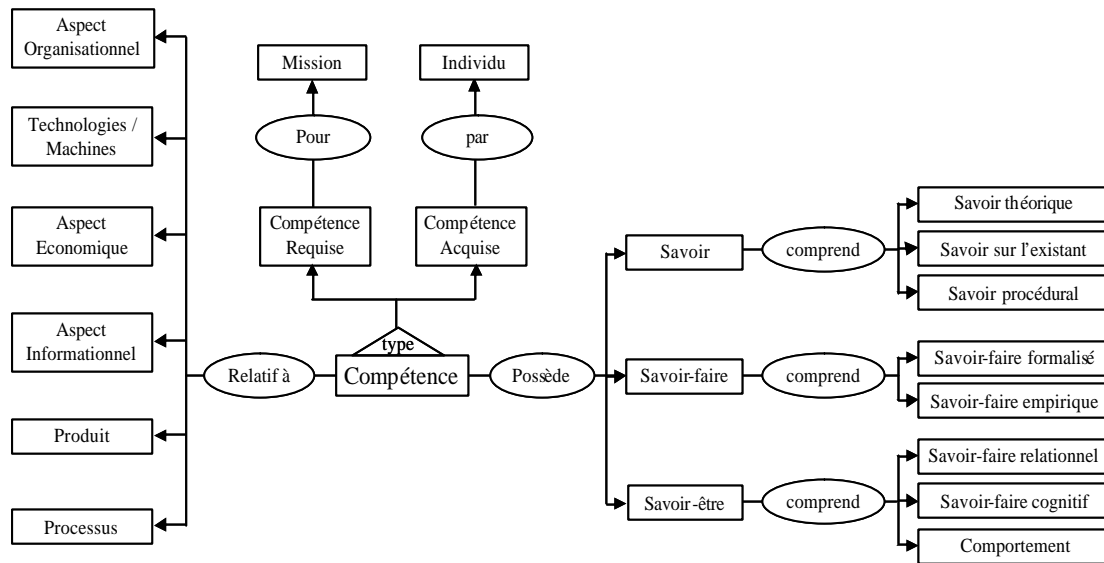 Aspect
Organisationnel
Technologies /
Machines
Aspect
Economique
Aspect
Informationnel
Produit
Processus
Relatif à
Mission
Pour
Compétence
Requise
Individu
par
Compétence
Acquise
type
Compétence
Possède
Savoir
comprend
Savoir théorique
Savoir sur l'existant
Savoir procédural
Savoir-faire
comprend
Savoir-faire formalisé
Savoir-faire empirique
Savoir-être
comprend
Savoir-faire relationnel
Savoir-faire cognitif
Comportement